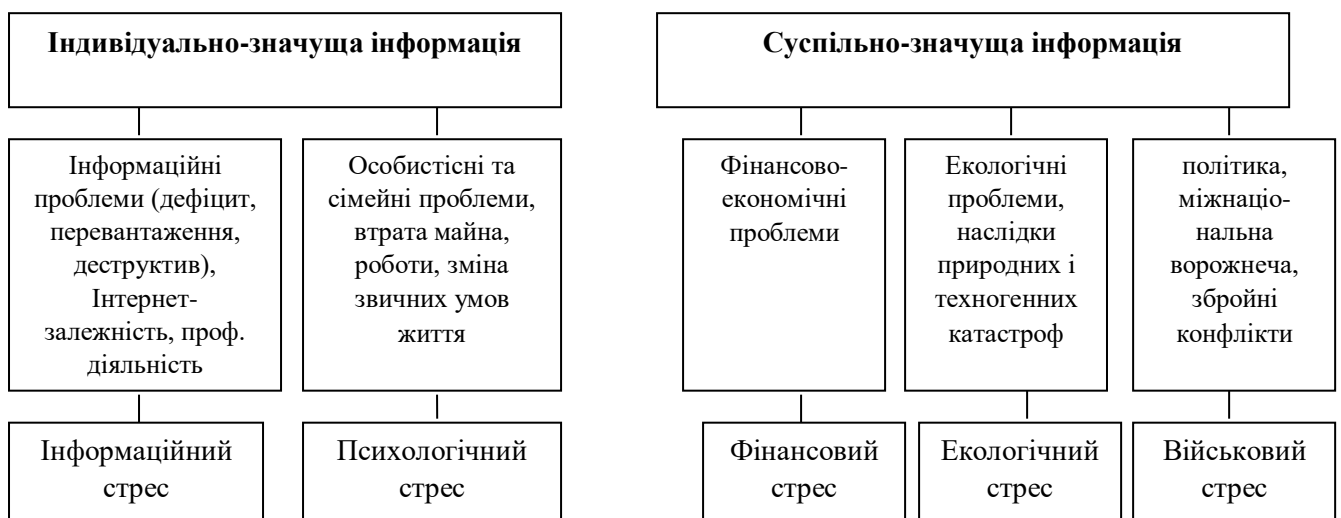 Індивідуально-значуща інформація
Суспільно-значуща інформація
Інформаційні
проблеми (дефіцит,
перевантаження,
деструктив),
Інтернет-
залежність, проф.
діяльність
Особистісні та
сімейні проблеми,
втрата майна,
роботи, зміна
звичних умов
життя
Фінансово-
економічні
проблеми
Екологічні
проблеми,
наслідки
природних і
техногенних
катастроф
політика,
міжнаціо-
нальна
ворожнеча,
збройні
конфлікти
Інформаційний
стрес
Психологічний
стрес
Фінансовий
стрес
Екологічний
стрес
Військовий
стрес